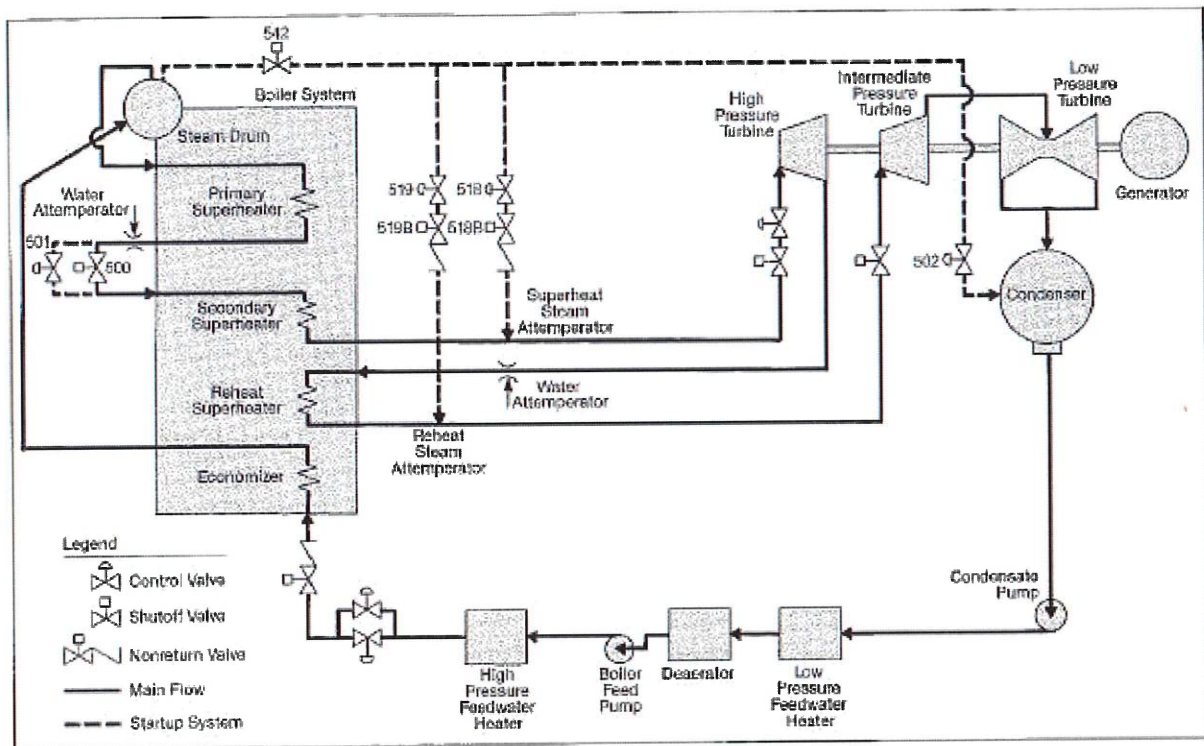 542
Boiler System
Steam Drum
Primary
Superheater
Water
Attemperator
501
500
Secondary
Superheater
Reheat
Superheater
Economizer
519
518
519B
518B
Superheat
Steam
Attemperator
Water
Attemperator
Reheat
Steam
Attemperator
High
Pressure
Turbine
Intermediate
Pressure
Turbine
Low
Pressure
Turbine
Generator
502
Condenser
Condensate
Pump
Low
Pressure
Feedwater
Heater
Deaerator
Boiler
Feed
Pump
High
Pressure
Feedwater
Heater
Legend
Control Valve
Shutoff Valve
Nonreturn Valve
Main Flow
Startup System